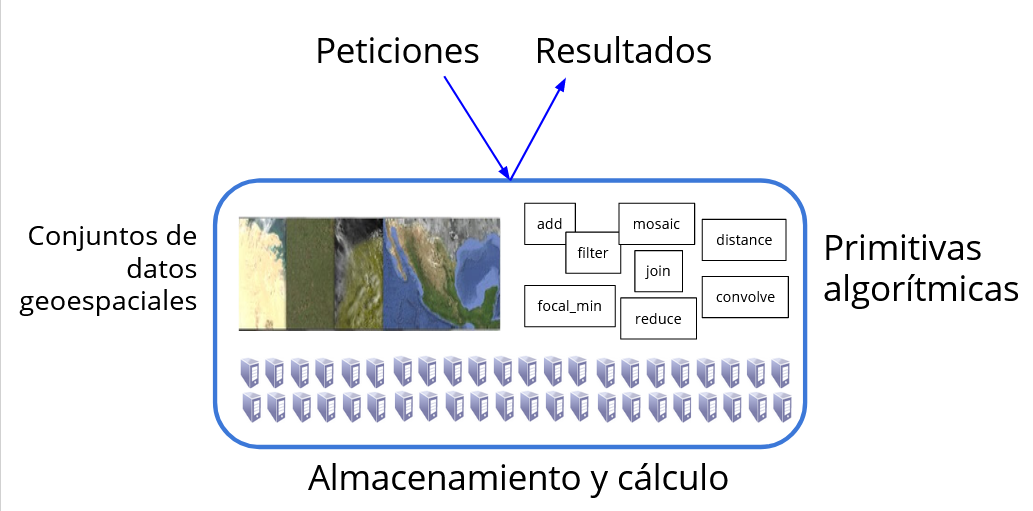 Peticiones
Resultados
Conjuntos de
datos
geoespaciales
add
mosaic
filter
distance
join
focal_min
convolve
reduce
Primitivas
algorítmicas
Almacenamiento y cálculo